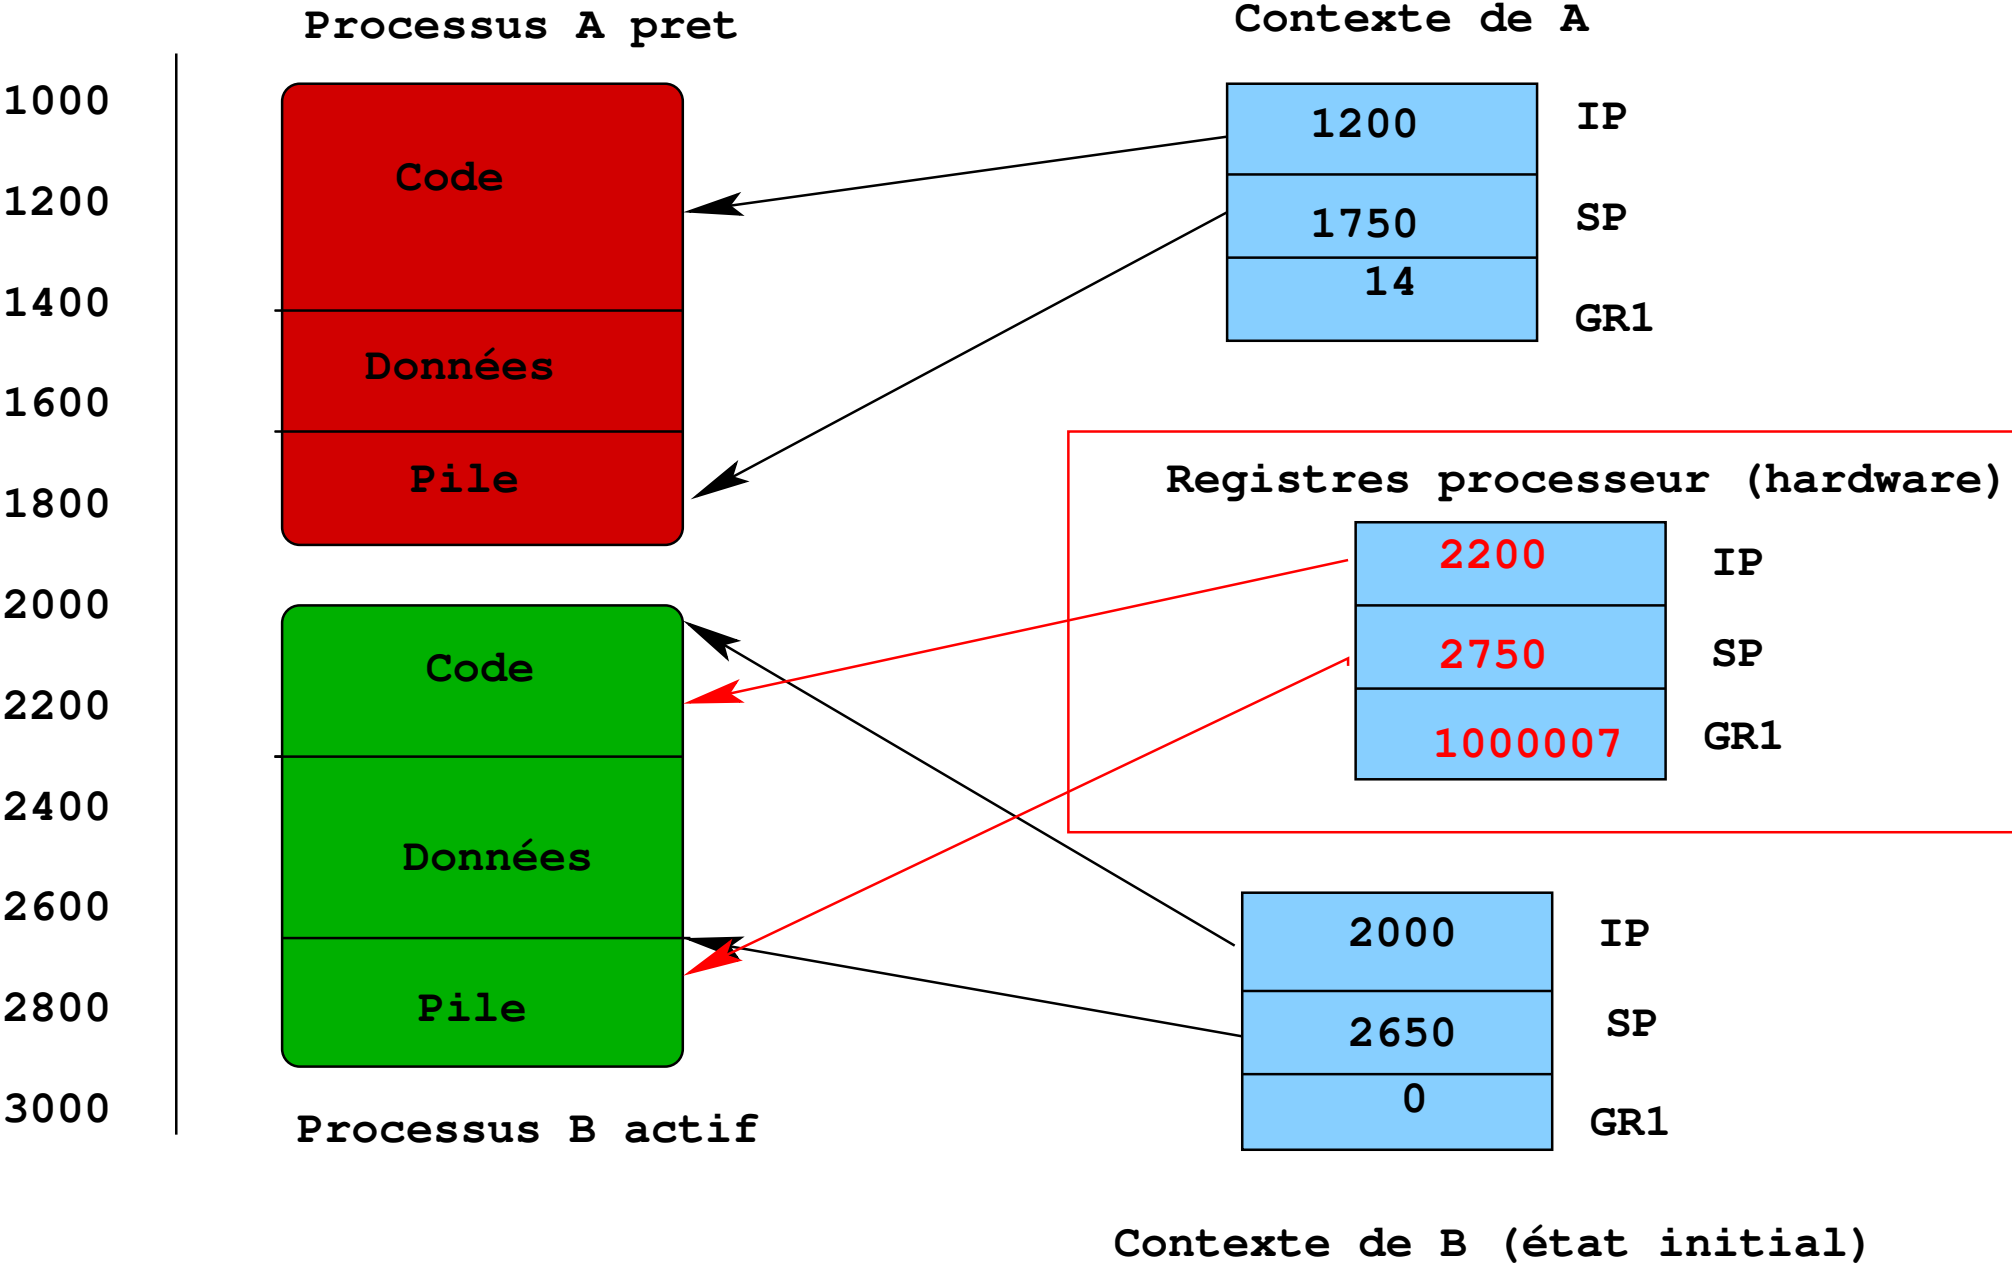 Processus A pret
Contexte de A
1000
1200
1400
1600
1800
2000
2200
2400
2600
2800
3000
Code
Données
Pile
1200 IP
1750 SP
14
GR1
Registres processeur (hardware)
2200 IP
2750 SP
1000007 GR1
Code
Données
Pile
Processus B actif
2000 IP
2650 SP
0
GR1
Contexte de B (état initial)